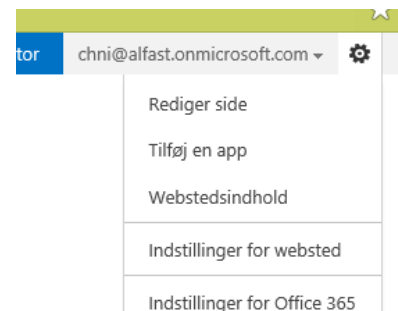 tor chni@alfast.onmicrosoft.com
Rediger side
Tilføj en app
Webstedsindhold
Indstillinger for websted
Indstillinger for Office 365